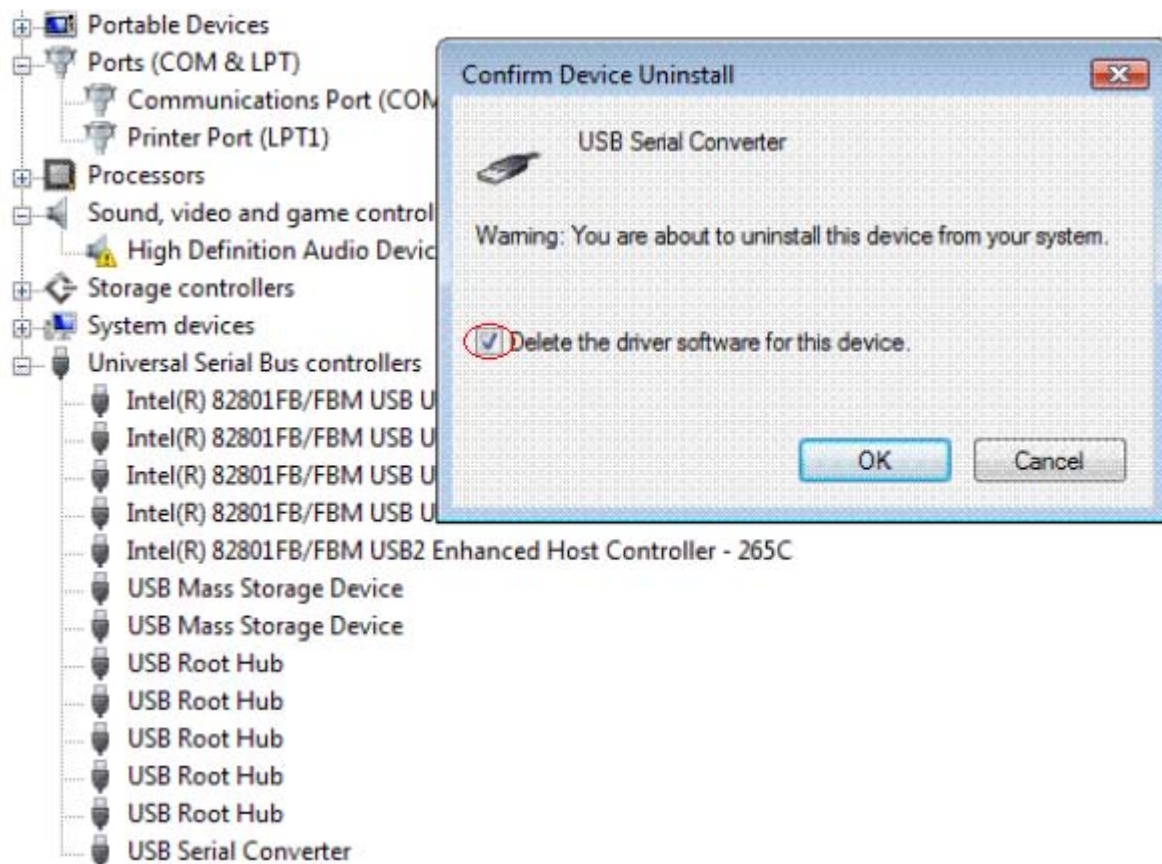 Portable Devices
Ports (COM & LPT)
Communications Port (COM
Printer Port (LPT1)
Processors
Sound, video and game control
High Definition Audio Devic
Storage controllers
System devices
Universal Serial Bus controllers
Intel(R) 82801FB/FBM USB U
Intel(R) 82801FB/FBM USB U
Intel(R) 82801FB/FBM USB U
Intel(R) 82801FB/FBM USB U
Intel(R) 82801FB/FBM USB2 Enhanced Host Controller - 265C
USB Mass Storage Device
USB Mass Storage Device
USB Root Hub
USB Root Hub
USB Root Hub
USB Root Hub
USB Root Hub
USB Serial Converter
Confirm Device Uninstall
USB Serial Converter
Warning: You are about to uninstall this device from your system.
Delete the driver software for this device.
OK Cancel